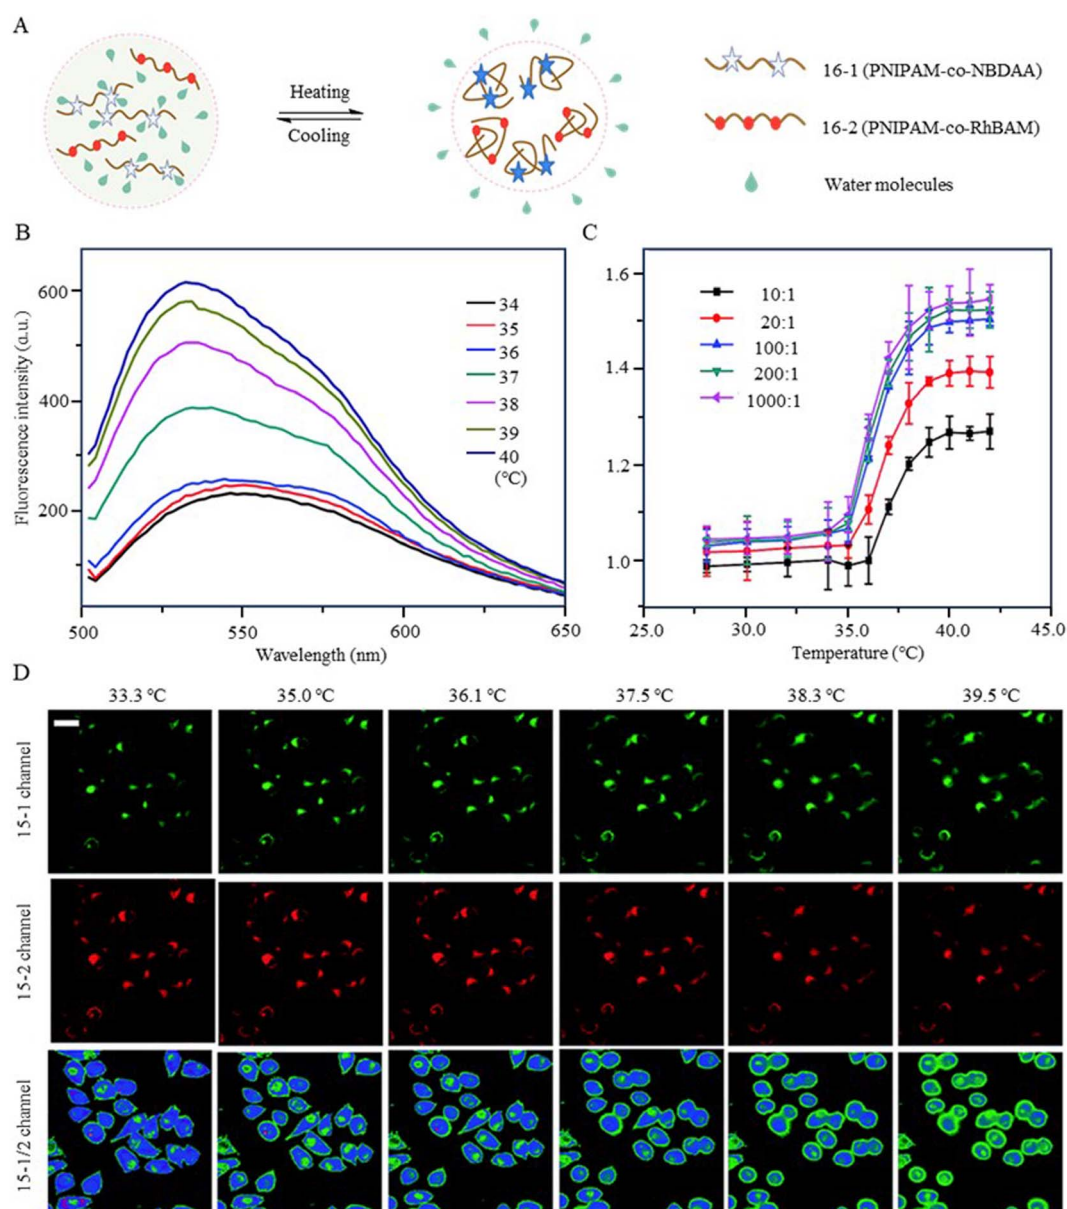 A
Heating
Cooling
16-1 (PNIPAM-co-NBDAA)
16-2 (PNIPAM-co-RhBAM)
Water molecules
B
Fluorescence intensity (a.u.)
600
400
200
500 550 600 650
Wavelength (nm)
34
35
36
37
38
39
40
(°C)
C
1.6
1.4
1.2
1.0
10:1
20:1
100:1
200:1
1000:1
25.0 30.0 35.0 40.0 45.0
Temperature (°C)
D
33.3 °C 35.0 °C 36.1 °C 37.5 °C 38.3 °C 39.5 °C
15-1 channel
15-2 channel
15-1/2 channel